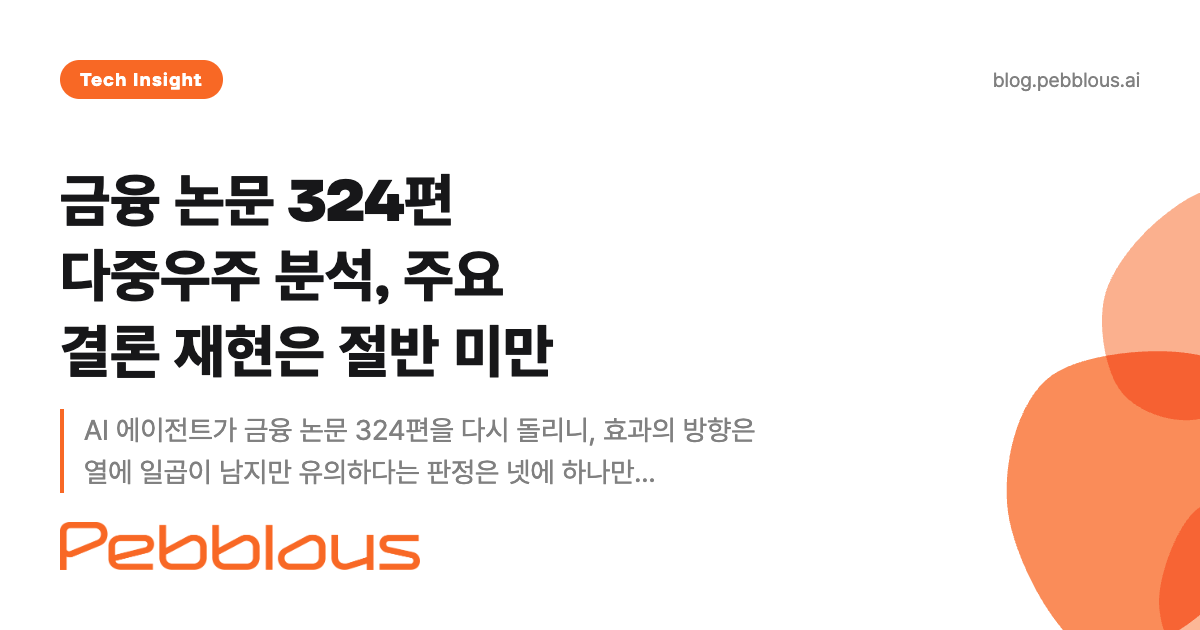 Tech Insight
blog.pebblous.ai
금융 논문 324편
다중우주 분석, 주요
결론 재현은 절반 미만
AI 에이전트가 금융 논문 324편을 다시 돌리니, 효과의 방향은
열에 일곱이 남지만 유의하다는 판정은 넷에 하나만...
Pebblous